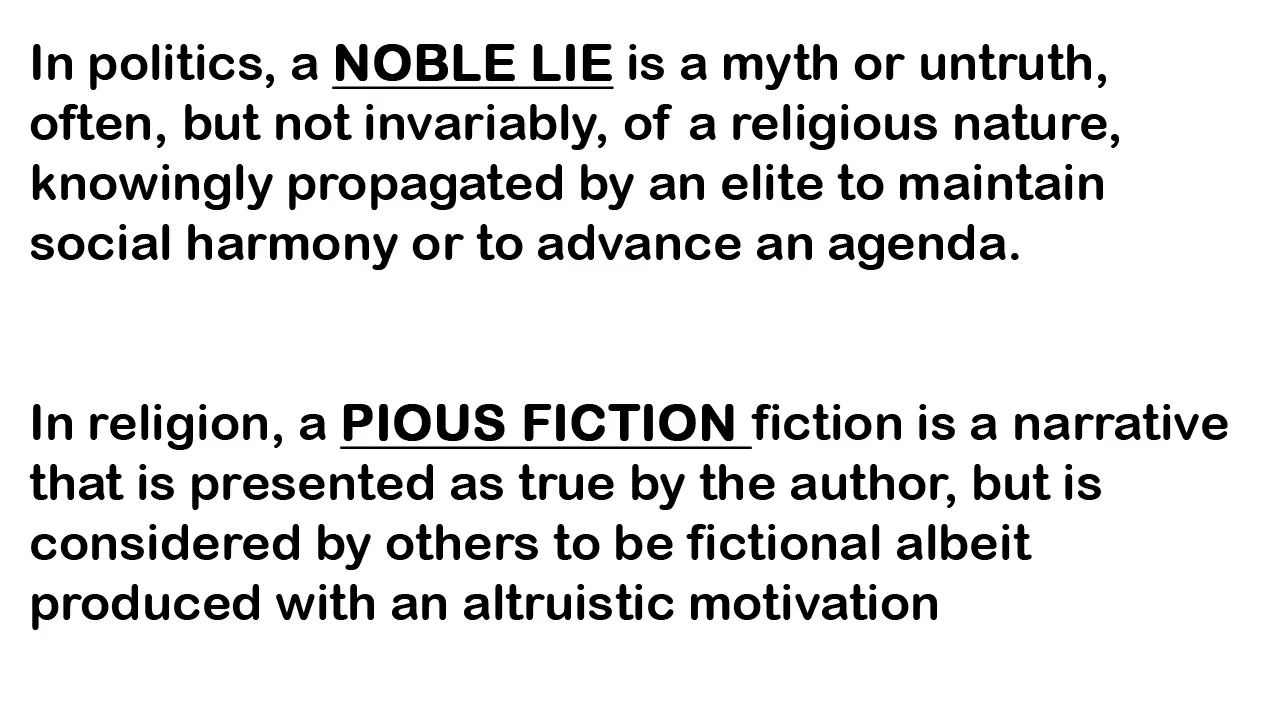 In politics, a NOBLE LIE is a myth or untruth,
often, but not invariably, of a religious nature,
knowingly propagated by an elite to maintain
social harmony or to advance an agenda.
In religion, a PIOUS FICTION fiction is a narrative
that is presented as true by the author, but is
considered by others to be fictional albeit
produced with an altruistic motivation